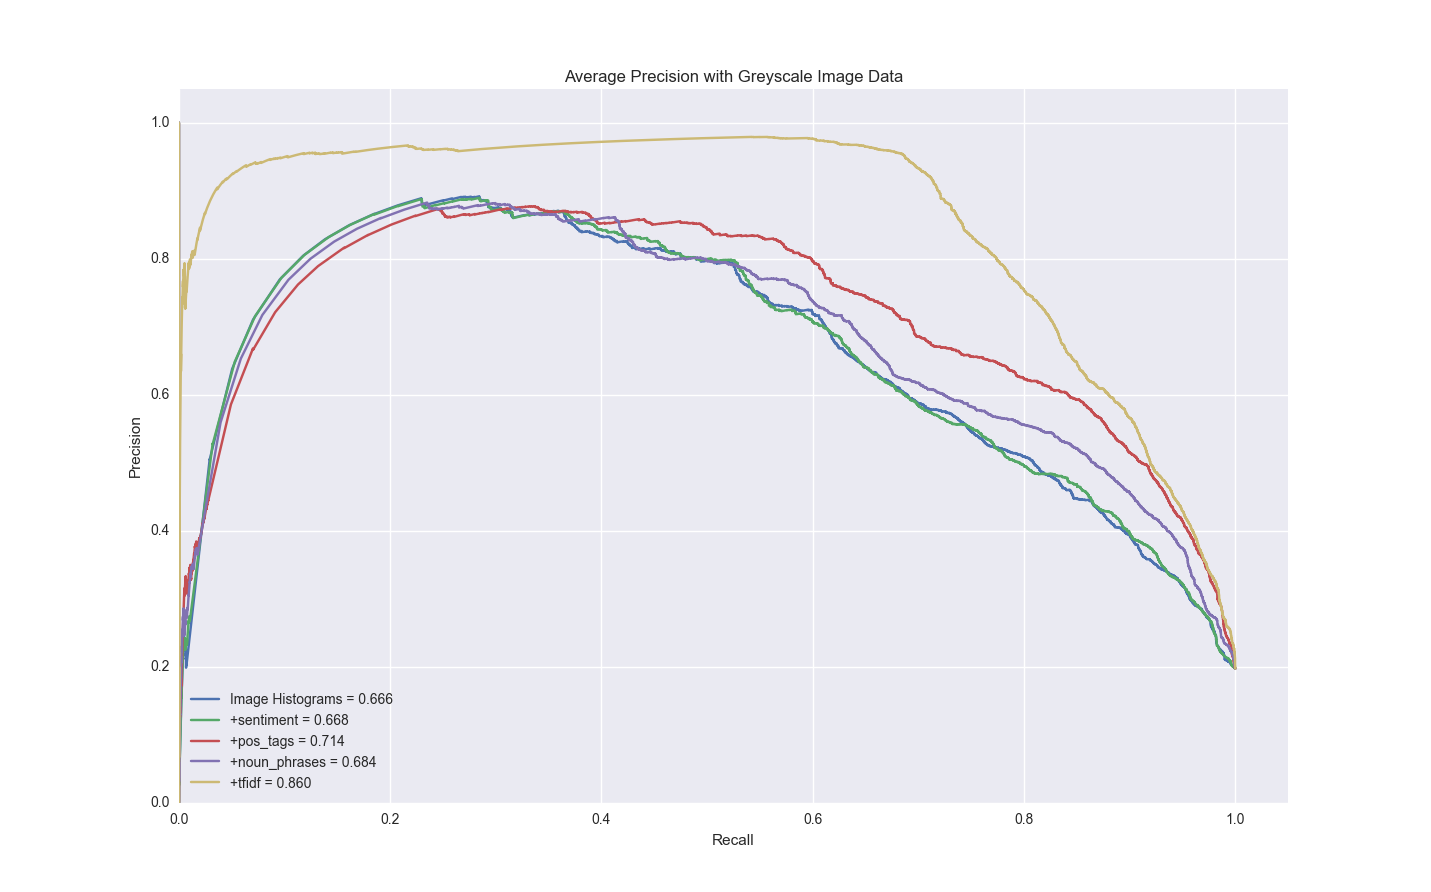 Average Precision with Greyscale Image Data
1.0
0.8
0.6
0.4
0.2
0.0
Precision
Image Histograms = 0.666
+sentiment = 0.668
+pos_tags = 0.714
+noun_phrases = 0.684
+tfidf = 0.860
0.0 0.2 0.4 0.6 0.8 1.0
Recall